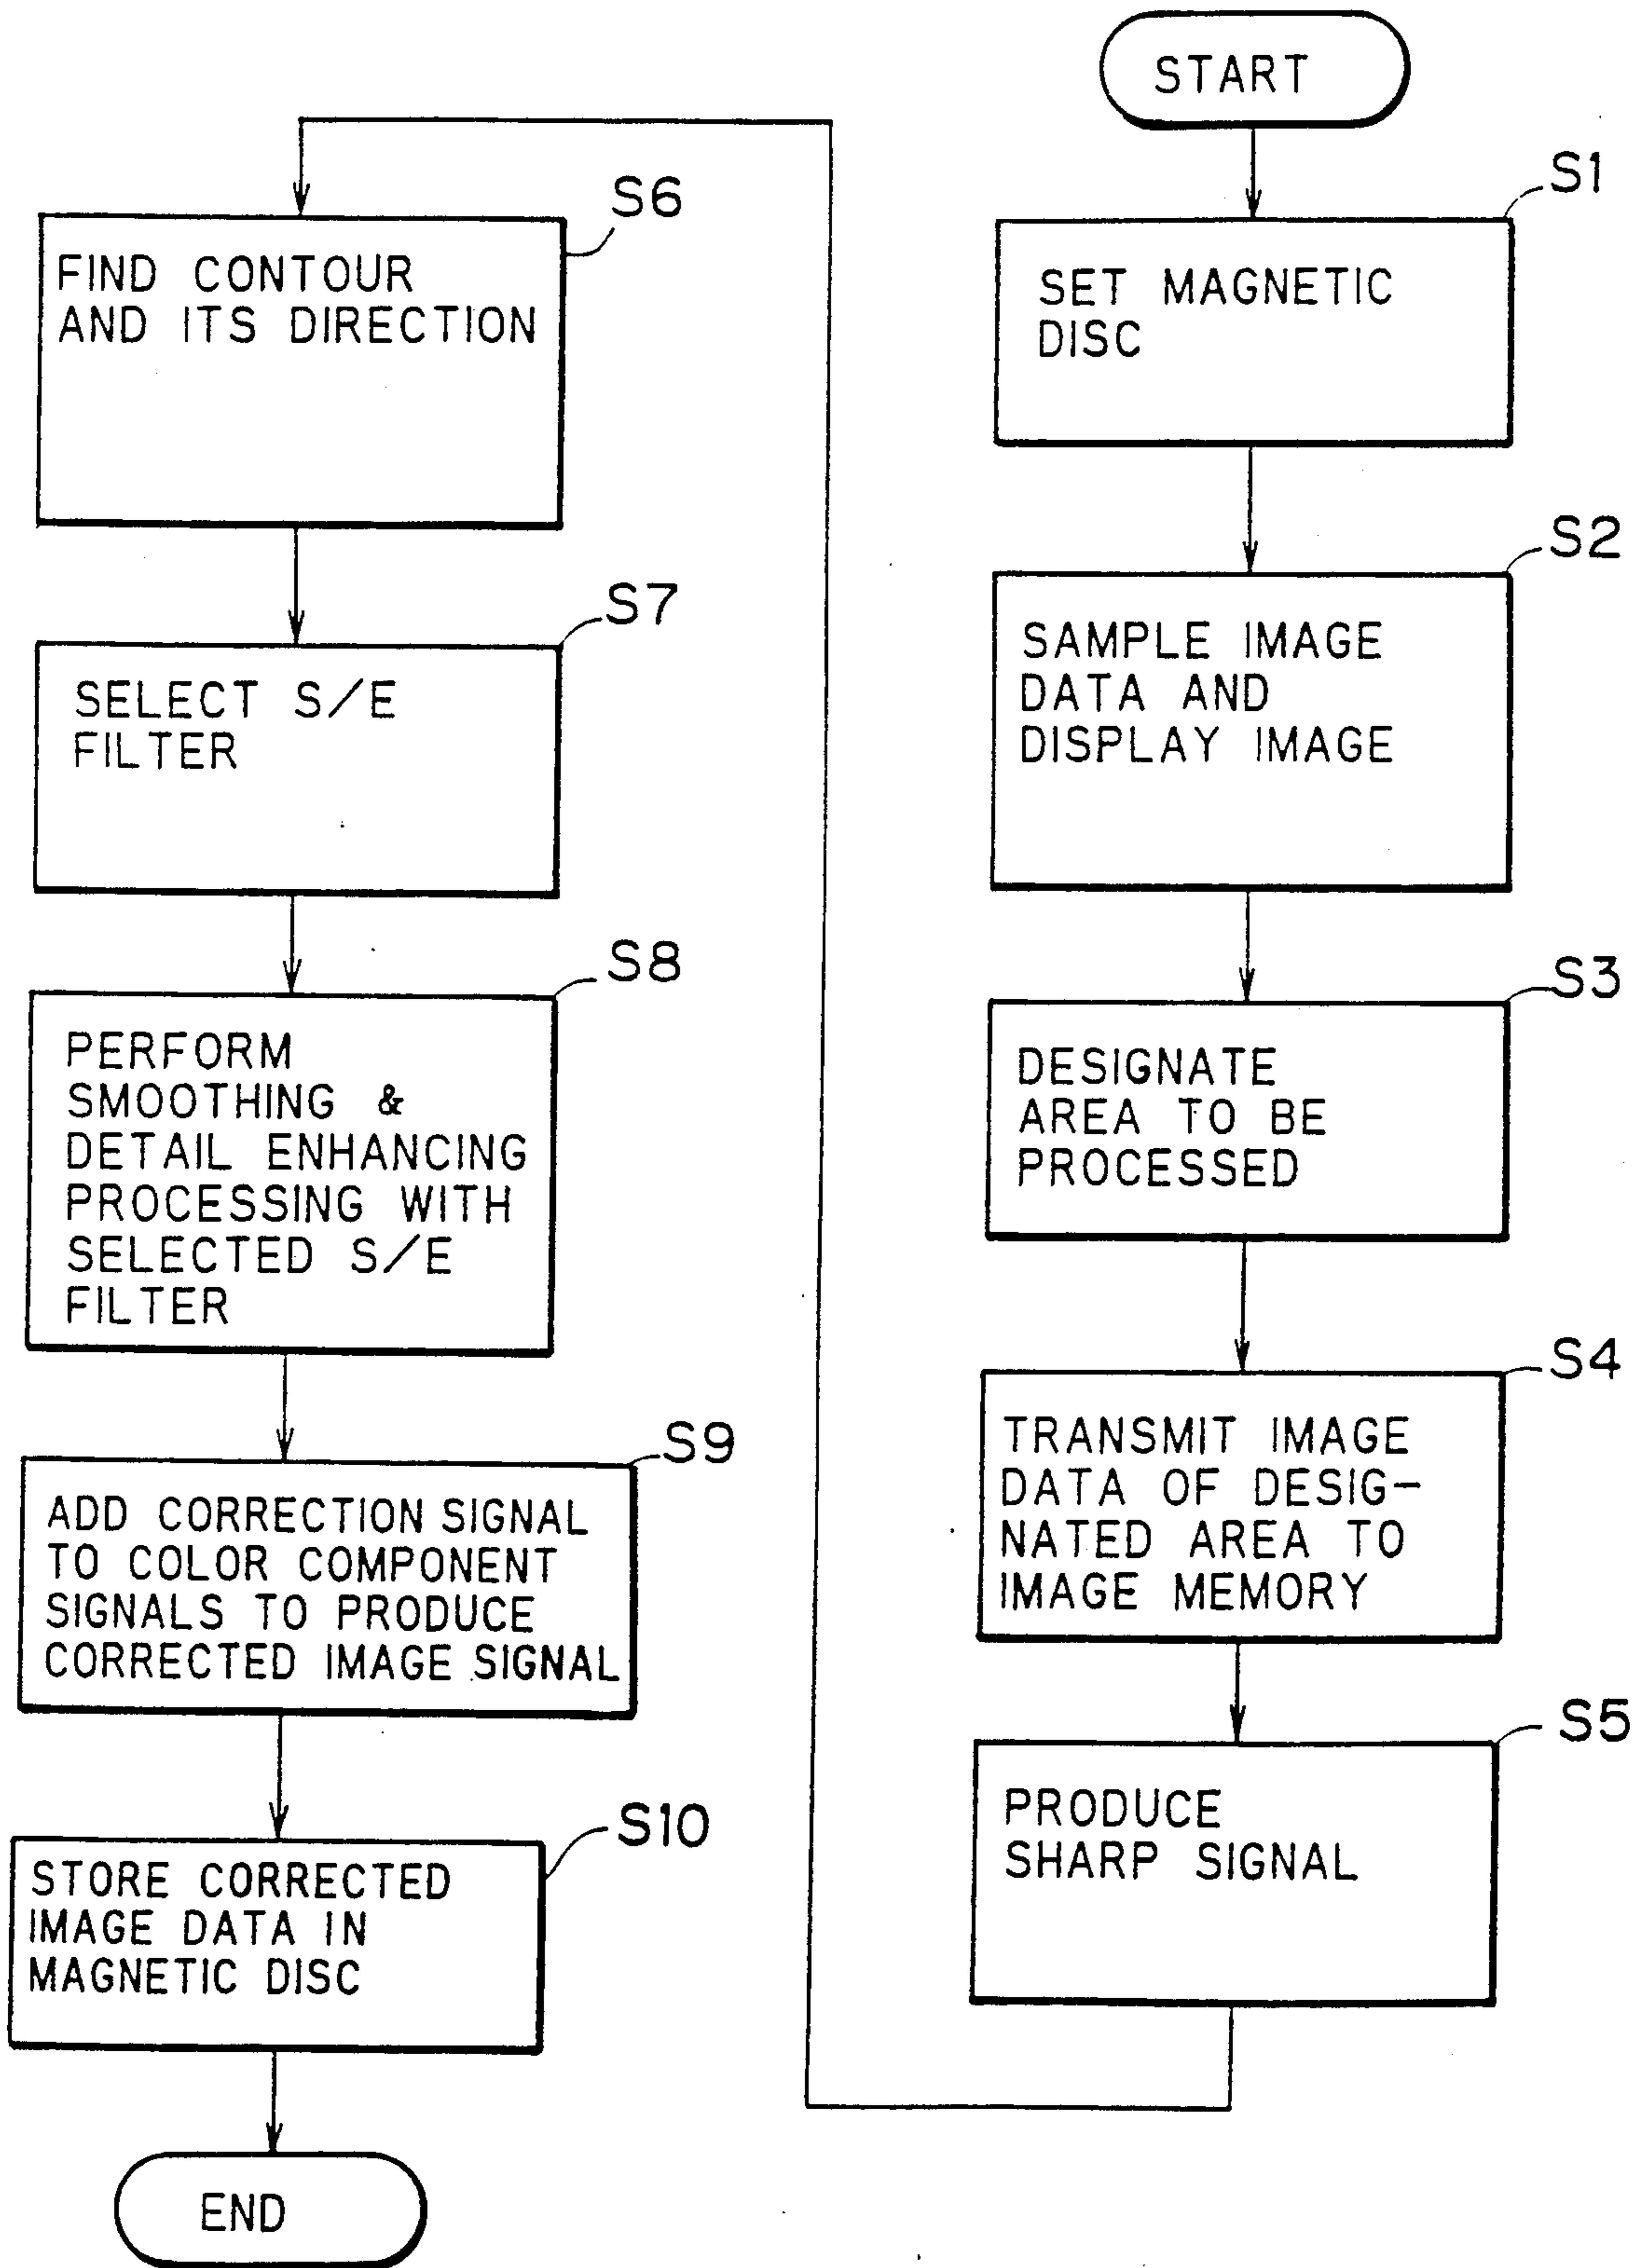 START
S1
SET MAGNETIC
DISC
S2
SAMPLE IMAGE
DATA AND
DISPLAY IMAGE
S3
DESIGNATE
AREA TO BE
PROCESSED
S4
TRANSMIT IMAGE
DATA OF DESIG-
NATED AREA TO
IMAGE MEMORY
S5
PRODUCE
SHARP SIGNAL
S6
FIND CONTOUR
AND ITS DIRECTION
S7
SELECT S/E
FILTER
S8
PERFORM
SMOOTHING &
DETAIL ENHANCING
PROCESSING WITH
SELECTED S/E
FILTER
S9
ADD CORRECTION SIGNAL
TO COLOR COMPONENT
SIGNALS TO PRODUCE
CORRECTED IMAGE SIGNAL
S10
STORE CORRECTED
IMAGE DATA IN
MAGNETIC DISC
END